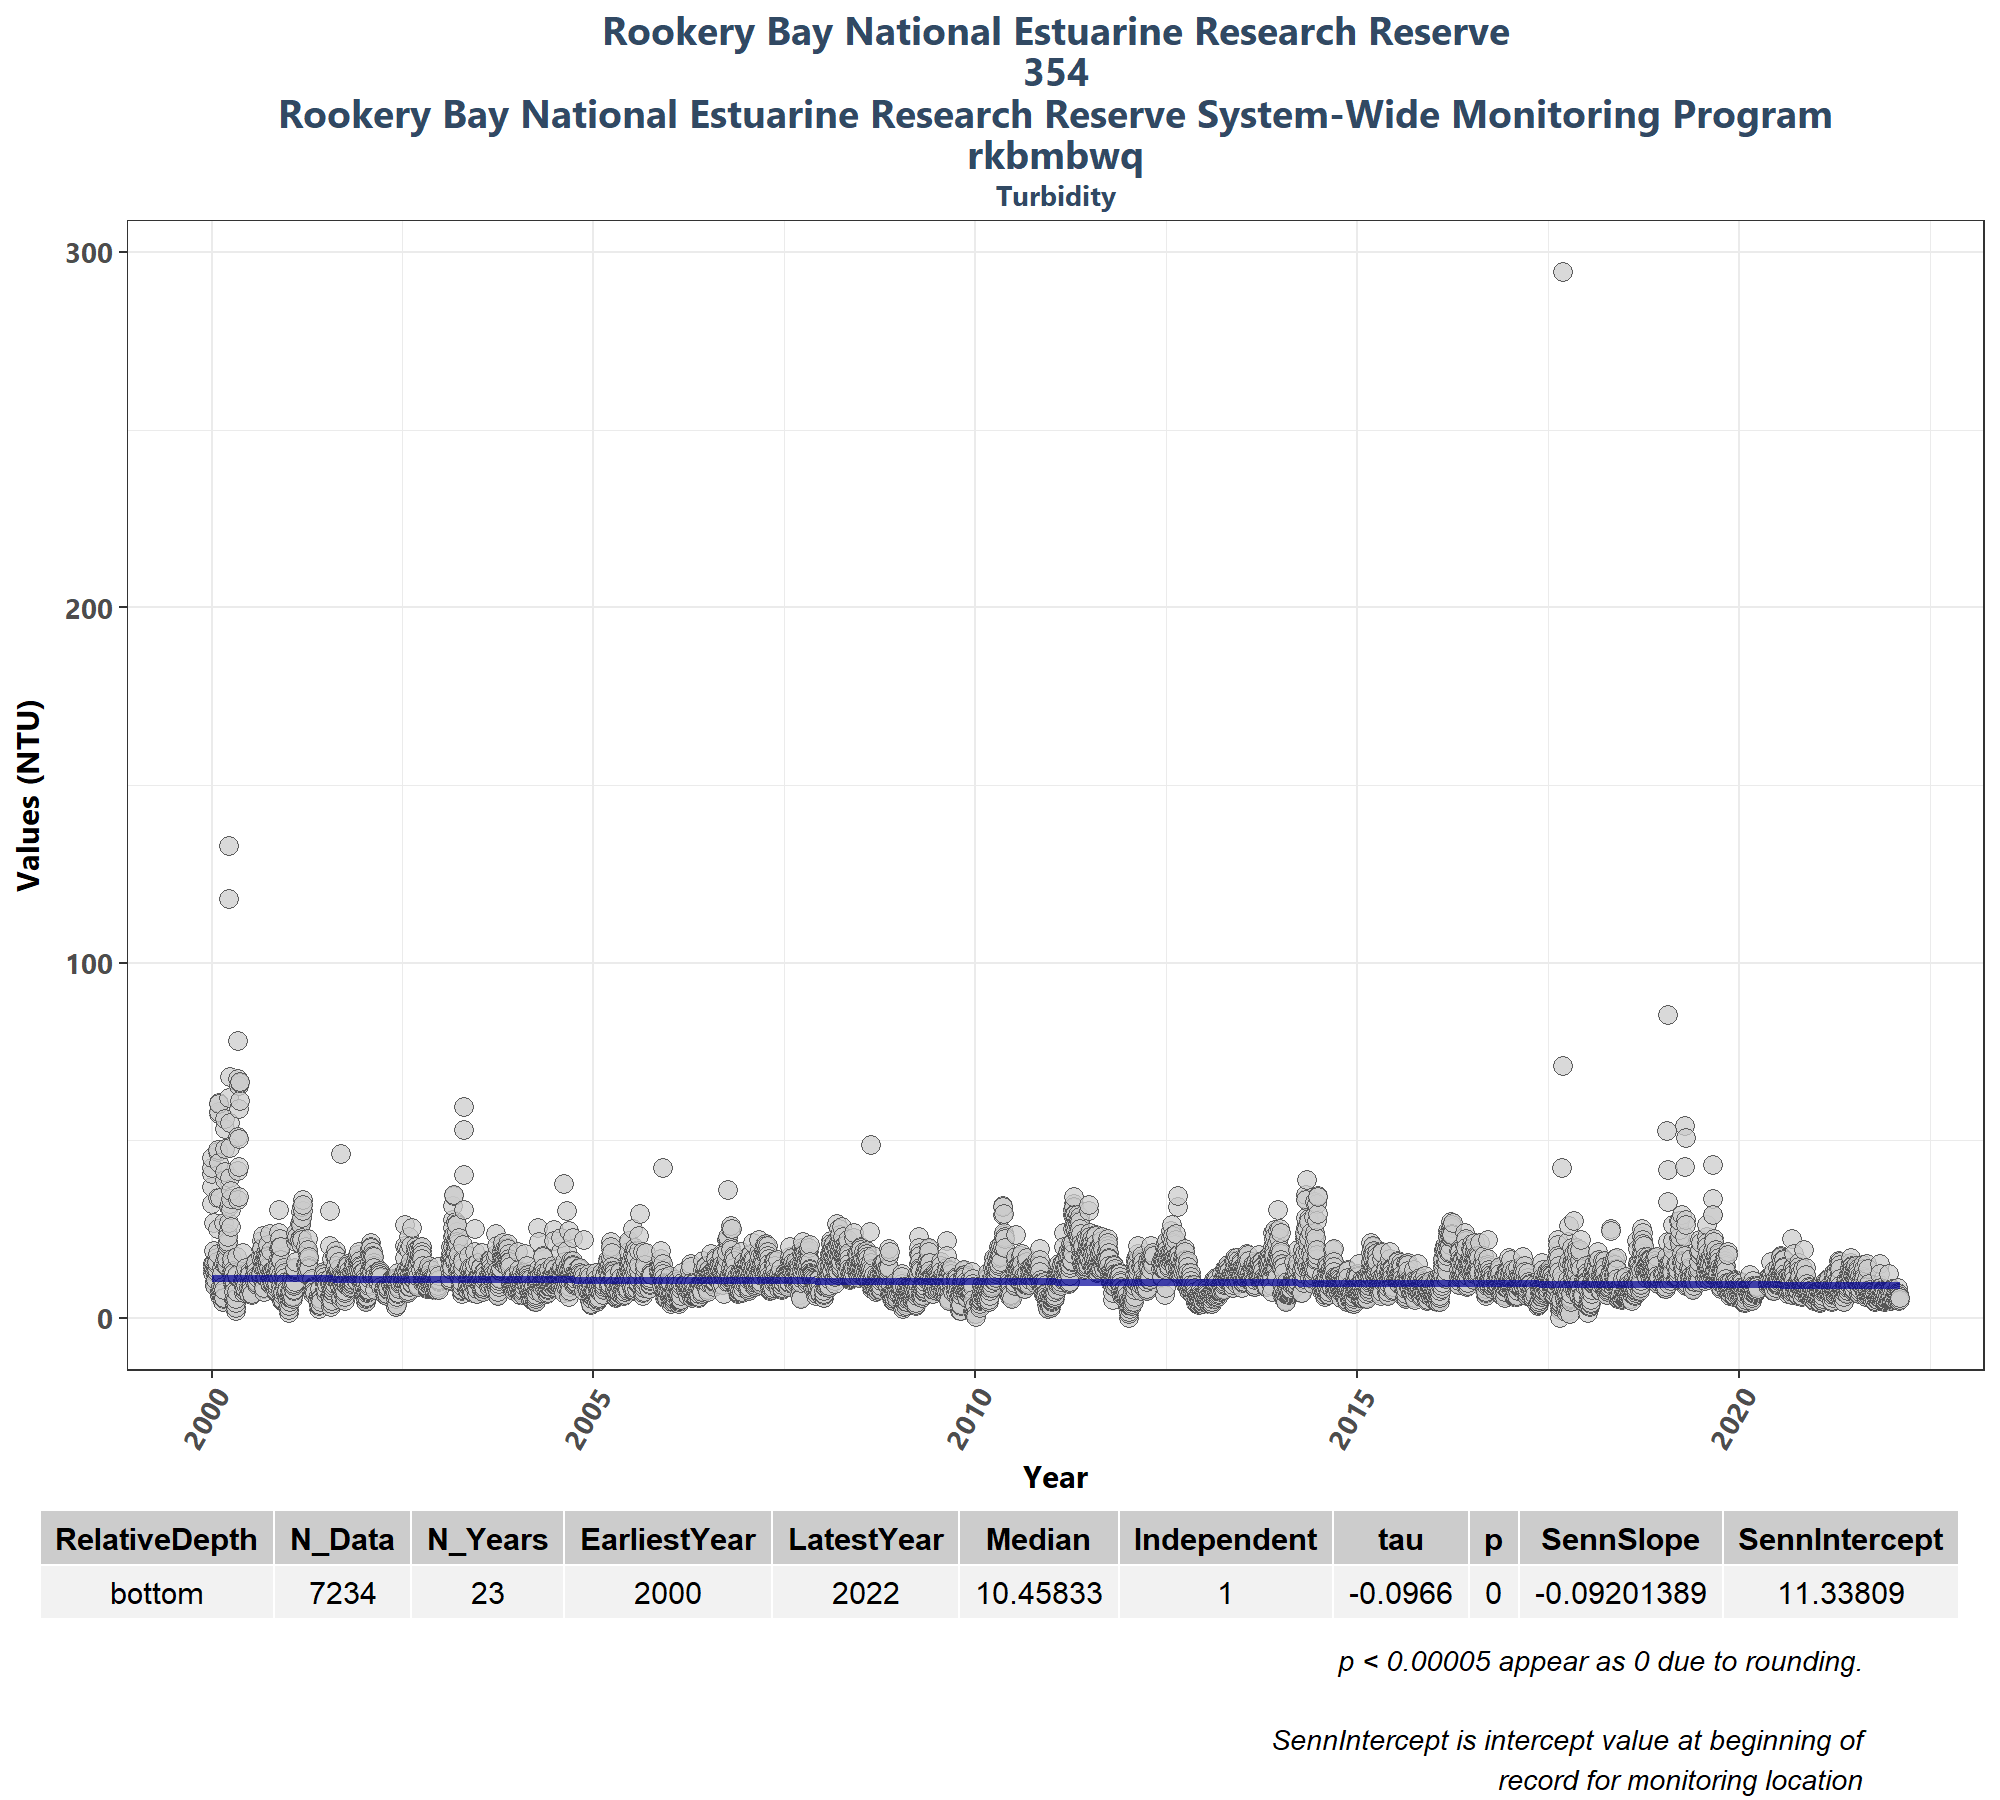 Rookery Bay National Estuarine Research Reserve
354
Rookery Bay National Estuarine Research Reserve System-Wide Monitoring Program
rkbmbwq
Turbidity
300
200
100
0
Values (NTU)
2000 2005 2010 2015 2020
Year
RelativeDepth N_Data N_Years EarliestYear LatestYear Median Independent tau p SennSlope SennIntercept
bottom 7234 23 2000 2022 10.45833 1 -0.0966 0 -0.09201389 11.33809
p < 0.00005 appear as 0 due to rounding.
SennIntercept is intercept value at beginning of
record for monitoring location